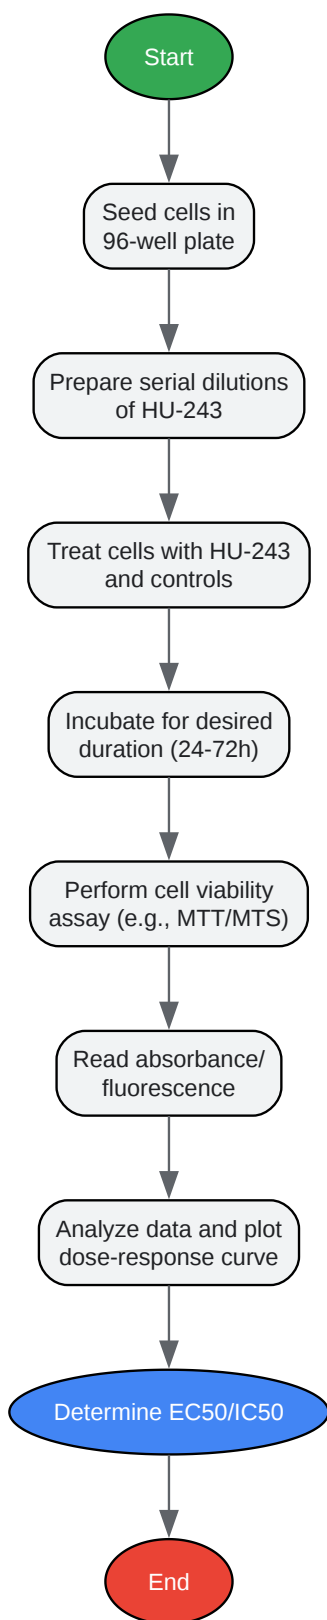 Start
Seed cells in
96-well plate
Prepare serial dilutions
of HU-243
Treat cells with HU-243
and controls
Incubate for desired
duration (24-72h)
Perform cell viability
assay (e.g., MTT/MTS)
Read absorbance/
fluorescence
Analyze data and plot
dose-response curve
Determine EC50/IC50
End